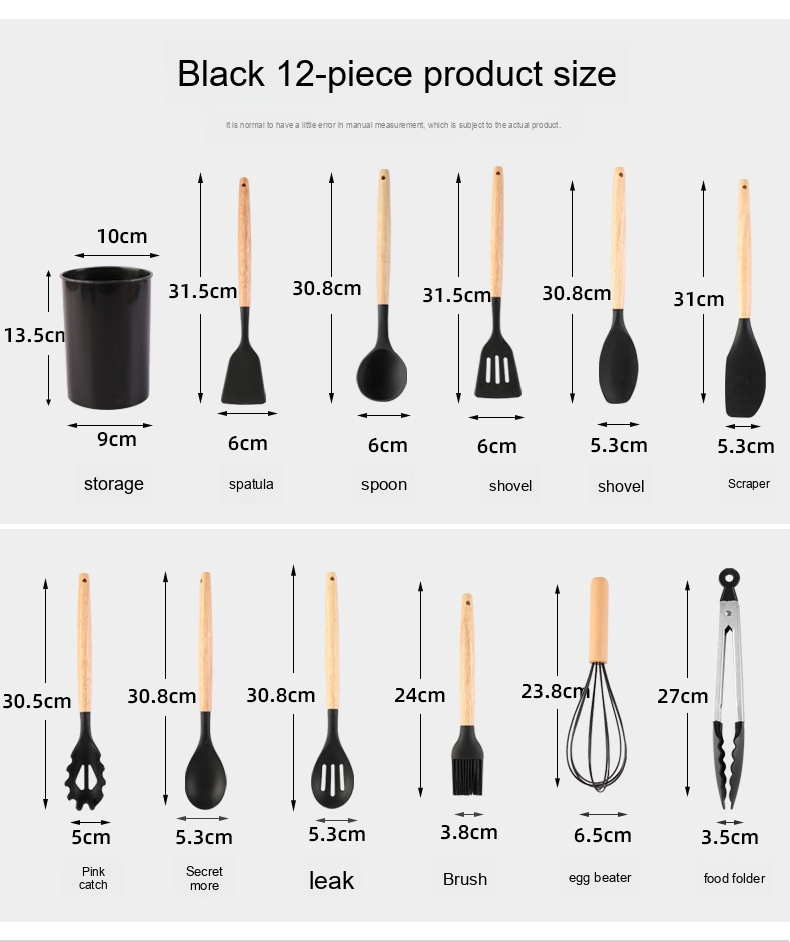 Black 12-piece product size
It is normal to have a little error in manual measurement, which is subject to the actual product.
10cm
13.5cm
9cm
storage
31.5cm
6cm
spatula
30.8cm
6cm
spoon
31.5cm
6cm
shovel
30.8cm
5.3cm
shovel
31cm
5.3cm
Scraper
30.5cm
5cm
Pink
catch
30.8cm
5.3cm
Secret
more
30.8cm
5.3cm
leak
24cm
3.8cm
Brush
23.8cm
6.5cm
egg beater
27cm
3.5cm
food folder